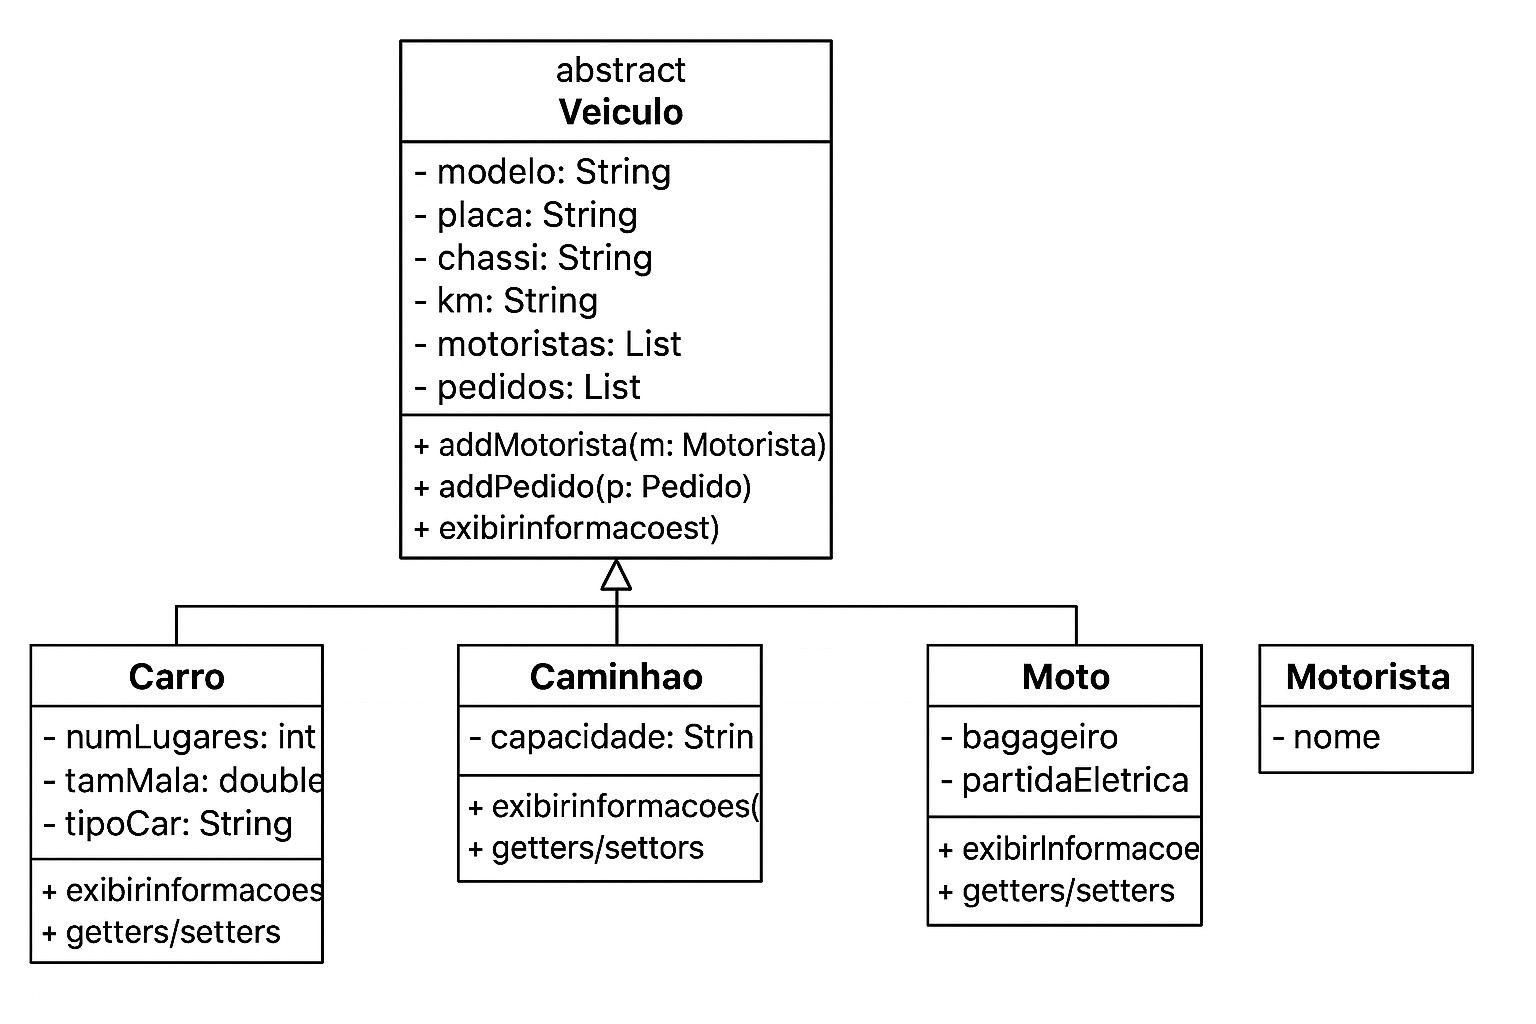 abstract
Veiculo
- modelo: String
- placa: String
- chassi: String
- km: String
- motoristas: List
- pedidos: List
+ addMotorista(m: Motorista)
+ addPedido(p: Pedido)
+ exibirinformacoest)
Carro
- numLugares: int
- tamMala: double
- tipoCar: String
+ exibirinformacoes
+ getters/setters
Caminhao
- capacidade: Strin
+ exibirinformacoes(
+ getters/settors
Moto
- bagageiro
- partidaEletrica
+ exibirInformacoe
+ getters/setters
Motorista
- nome